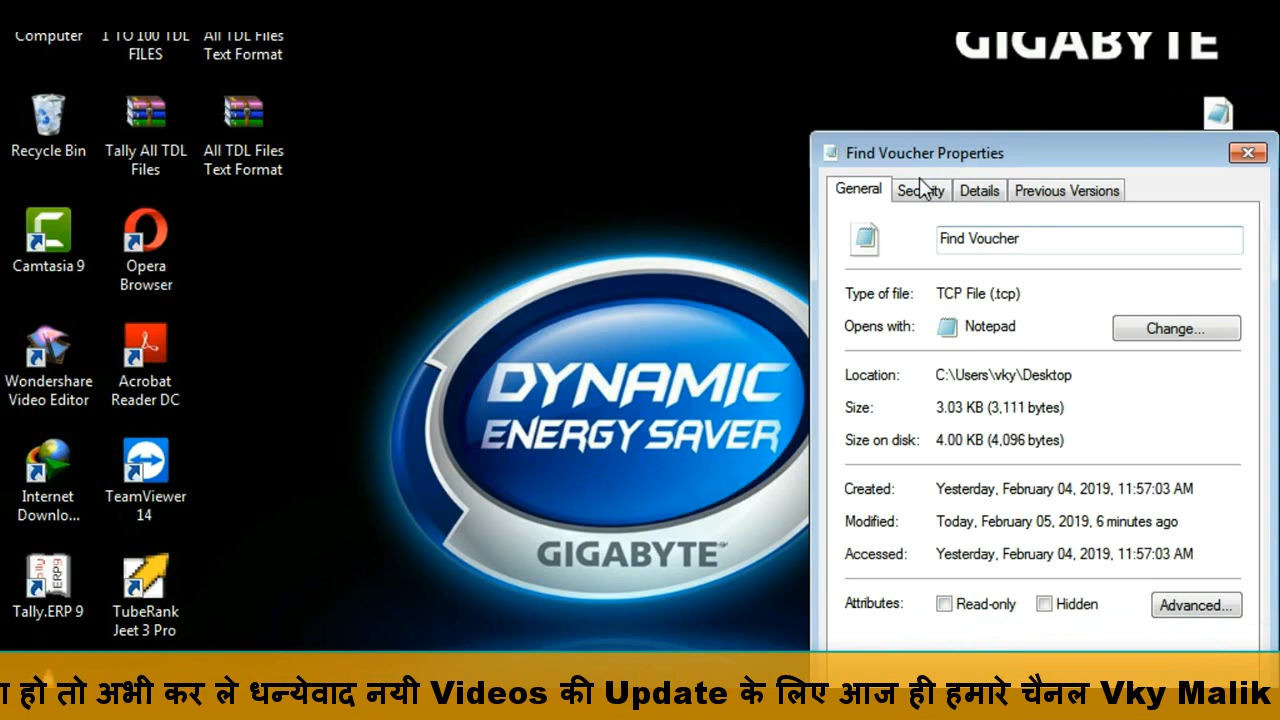 Computer
1 TO 100 TDL
FILES
All TDL Files
Text Format
GIGABYTE
Recycle Bin
Tally All TDL
Files
All TDL Files
Text Format
Camtasia 9
Opera
Browser
Wondershare
Video Editor
Acrobat
Reader DC
Internet
Downlo...
TeamViewer
14
Tally.ERP 9
TubeRank
Jeet 3 Pro
DYNAMIC
ENERGY SAVER
GIGABYTE
Find Voucher Properties
General Security Details Previous Versions
Find Voucher
Type of file: TCP File (.tcp)
Opens with: Notepad Change...
Location: C:\Users\vky\Desktop
Size: 3.03 KB (3,111 bytes)
Size on disk: 4.00 KB (4,096 bytes)
Created: Yesterday, February 04, 2019, 11:57:03 AM
Modified: Today, February 05, 2019, 6 minutes ago
Accessed: Yesterday, February 04, 2019, 11:57:03 AM
Attributes: Read-only Hidden Advanced...
हो तो अभी कर ले धन्येवाद नयी Videos की Update के लिए आज ही हमारे चैनल Vky Malik